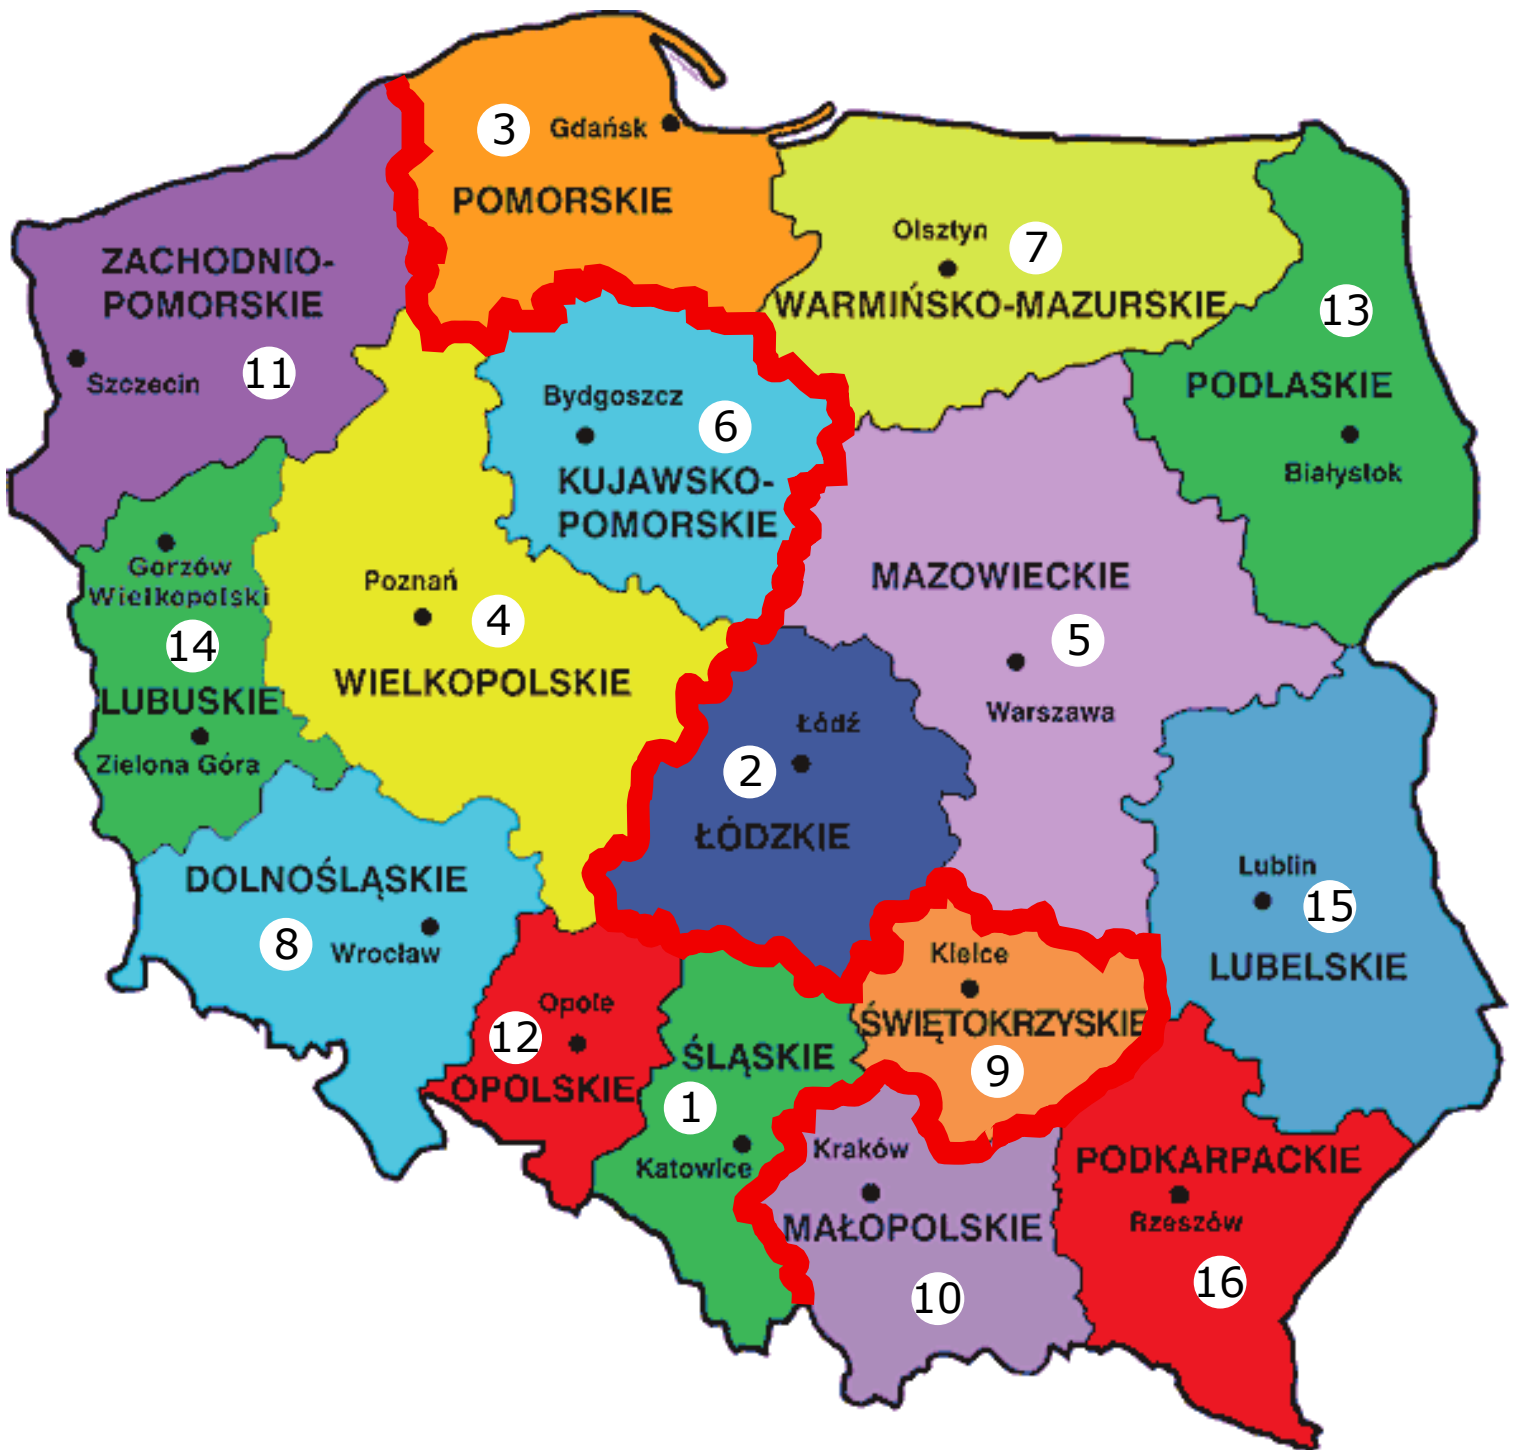 3
Gdańsk
POMORSKIE
Olsztyn
7
WARMIŃSKO-MAZURSKIE
ZACHODNIO-
POMORSKIE
Szczecin
11
13
PODLASKIE
Białystok
Bydgoszcz
6
KUJAWSKO-
POMORSKIE
Gorzów
Wielkopolski
14
LUBUSKIE
Zielona Góra
Poznań
4
WIELKOPOLSKIE
MAZOWIECKIE
5
Warszawa
Łódź
2
ŁÓDZKIE
DOLNOŚLĄSKIE
8
Wrocław
Lublin
15
LUBELSKIE
Kielce
ŚWIĘTOKRZYSKIE
9
Opole
12
OPOLSKIE
ŚLĄSKIE
1
Katowice
Kraków
MAŁOPOLSKIE
10
PODKARPACKIE
Rzeszów
16